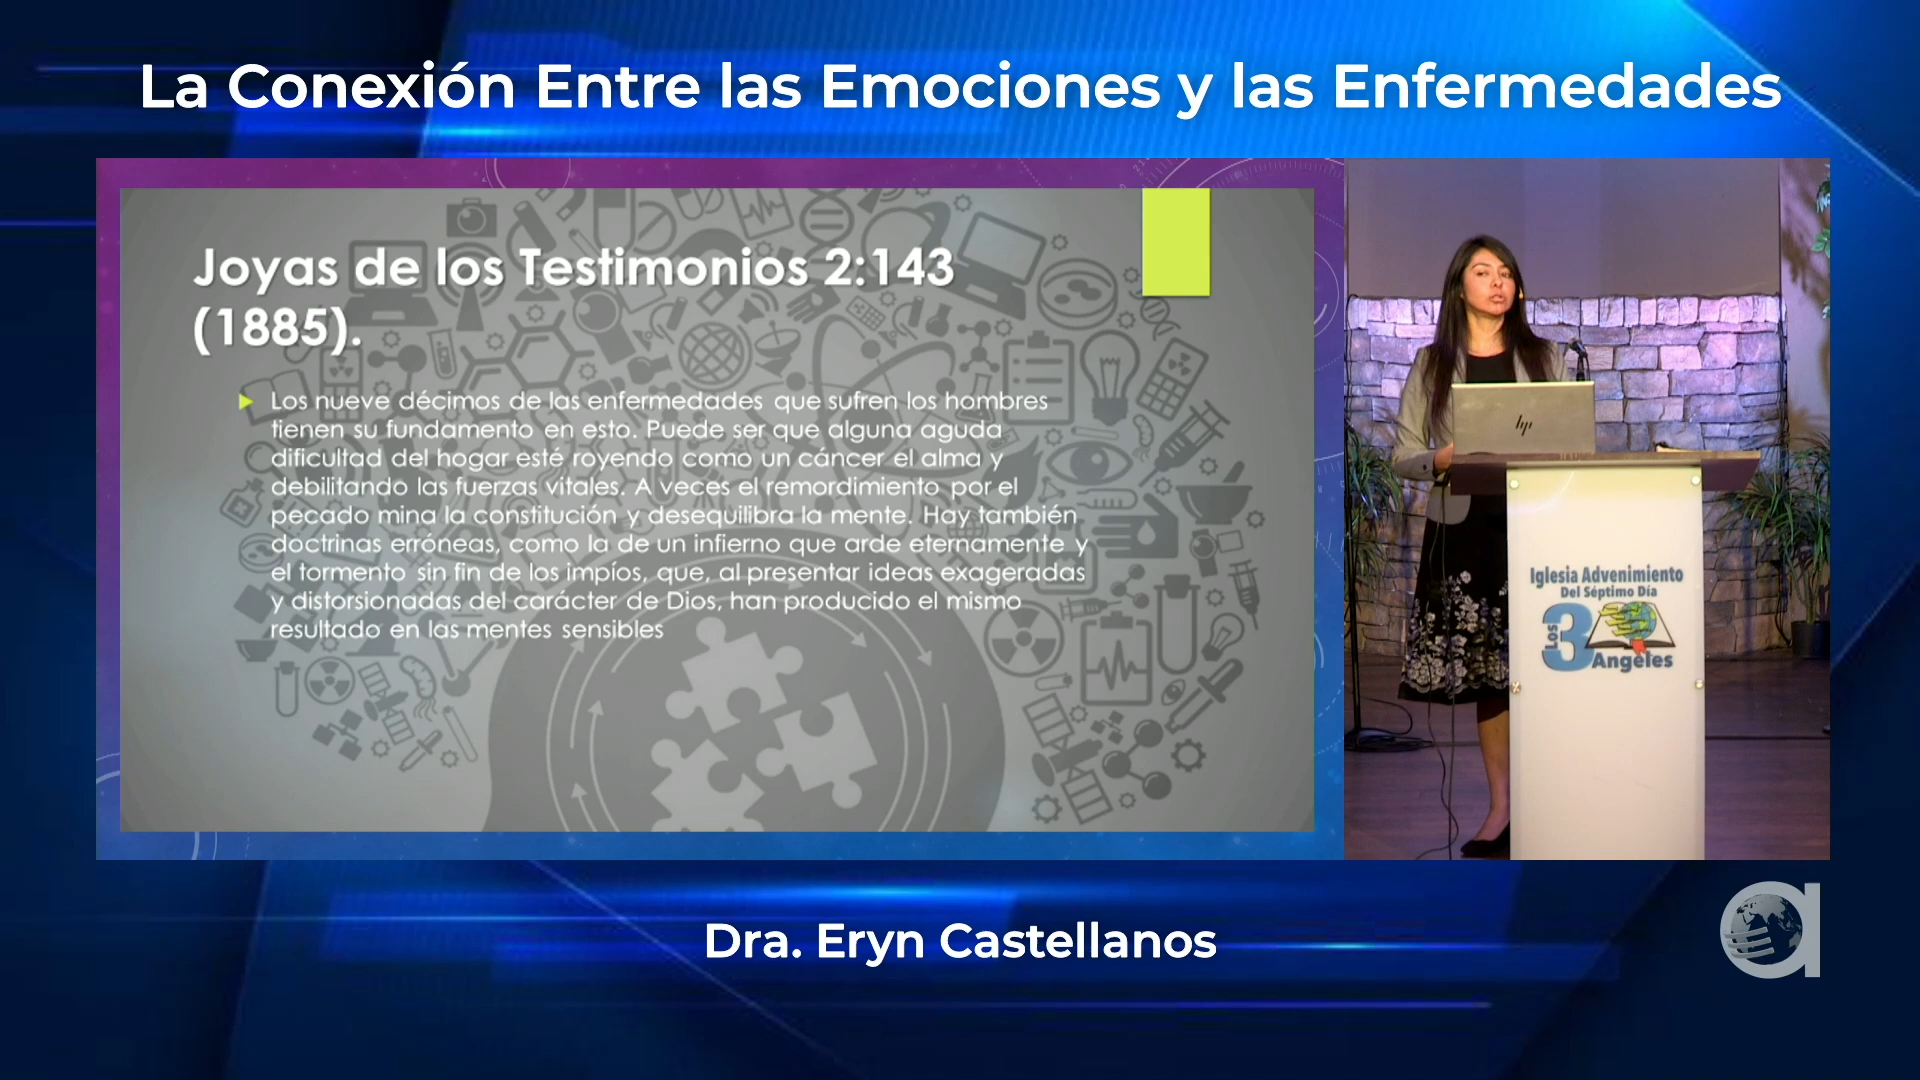 La Conexión Entre las Emociones y las Enfermedades
Joyas de los Testimonios 2:143
(1885).
Los nueve décimos de las enfermedades que sufren los hombres
tienen su fundamento en esto. Puede ser que alguna aguda
dificultad del hogar esté royendo como un cáncer el alma y
debilitando las fuerzas vitales. A veces el remordimiento por el
pecado mina la constitución y desequilibra la mente. Hay también
doctrinas erróneas, como la de un infierno que arde eternamente y
el tormento sin fin de los impíos, que, al presentar ideas exageradas
y distorsionadas del carácter de Dios, han producido el mismo
resultado en las mentes sensibles
hp
Iglesia Advenimiento
Del Séptimo Día
Los 3
Angeles
Dra. Eryn Castellanos
a